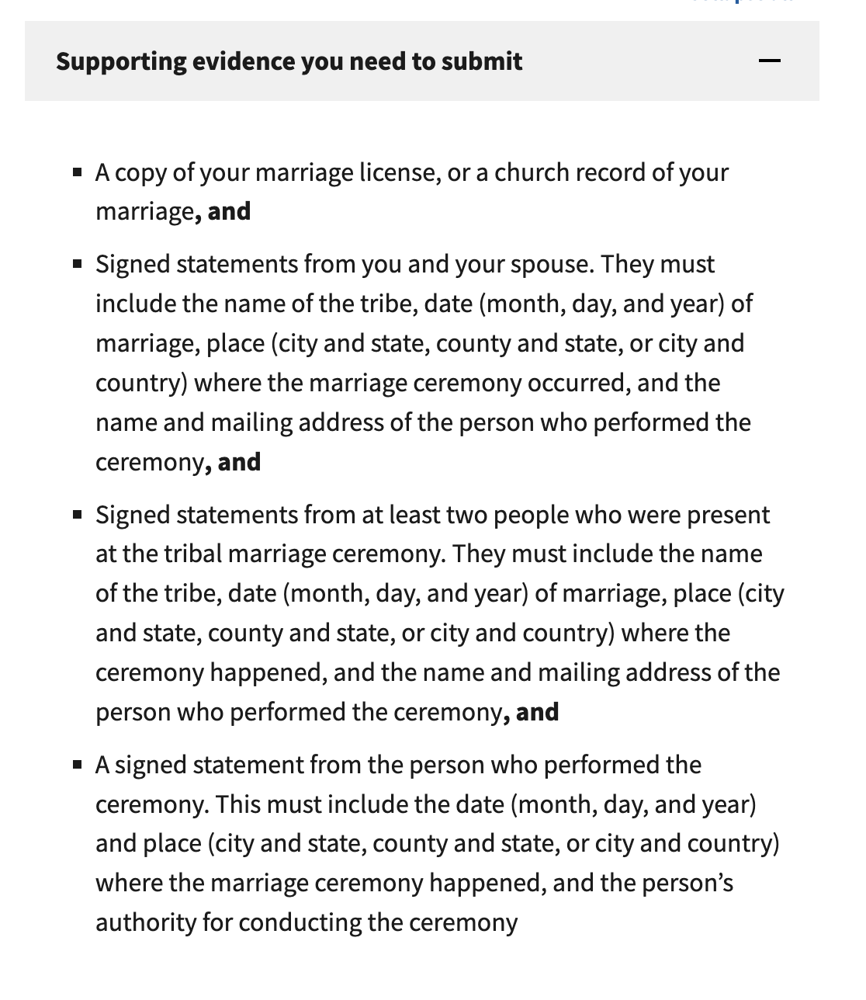 Supporting evidence you need to submit
A copy of your marriage license, or a church record of your
marriage, and
Signed statements from you and your spouse. They must
include the name of the tribe, date (month, day, and year) of
marriage, place (city and state, county and state, or city and
country) where the marriage ceremony occurred, and the
name and mailing address of the person who performed the
ceremony, and
Signed statements from at least two people who were present
at the tribal marriage ceremony. They must include the name
of the tribe, date (month, day, and year) of marriage, place (city
and state, county and state, or city and country) where the
ceremony happened, and the name and mailing address of the
person who performed the ceremony, and
A signed statement from the person who performed the
ceremony. This must include the date (month, day, and year)
and place (city and state, county and state, or city and country)
where the marriage ceremony happened, and the person’s
authority for conducting the ceremony